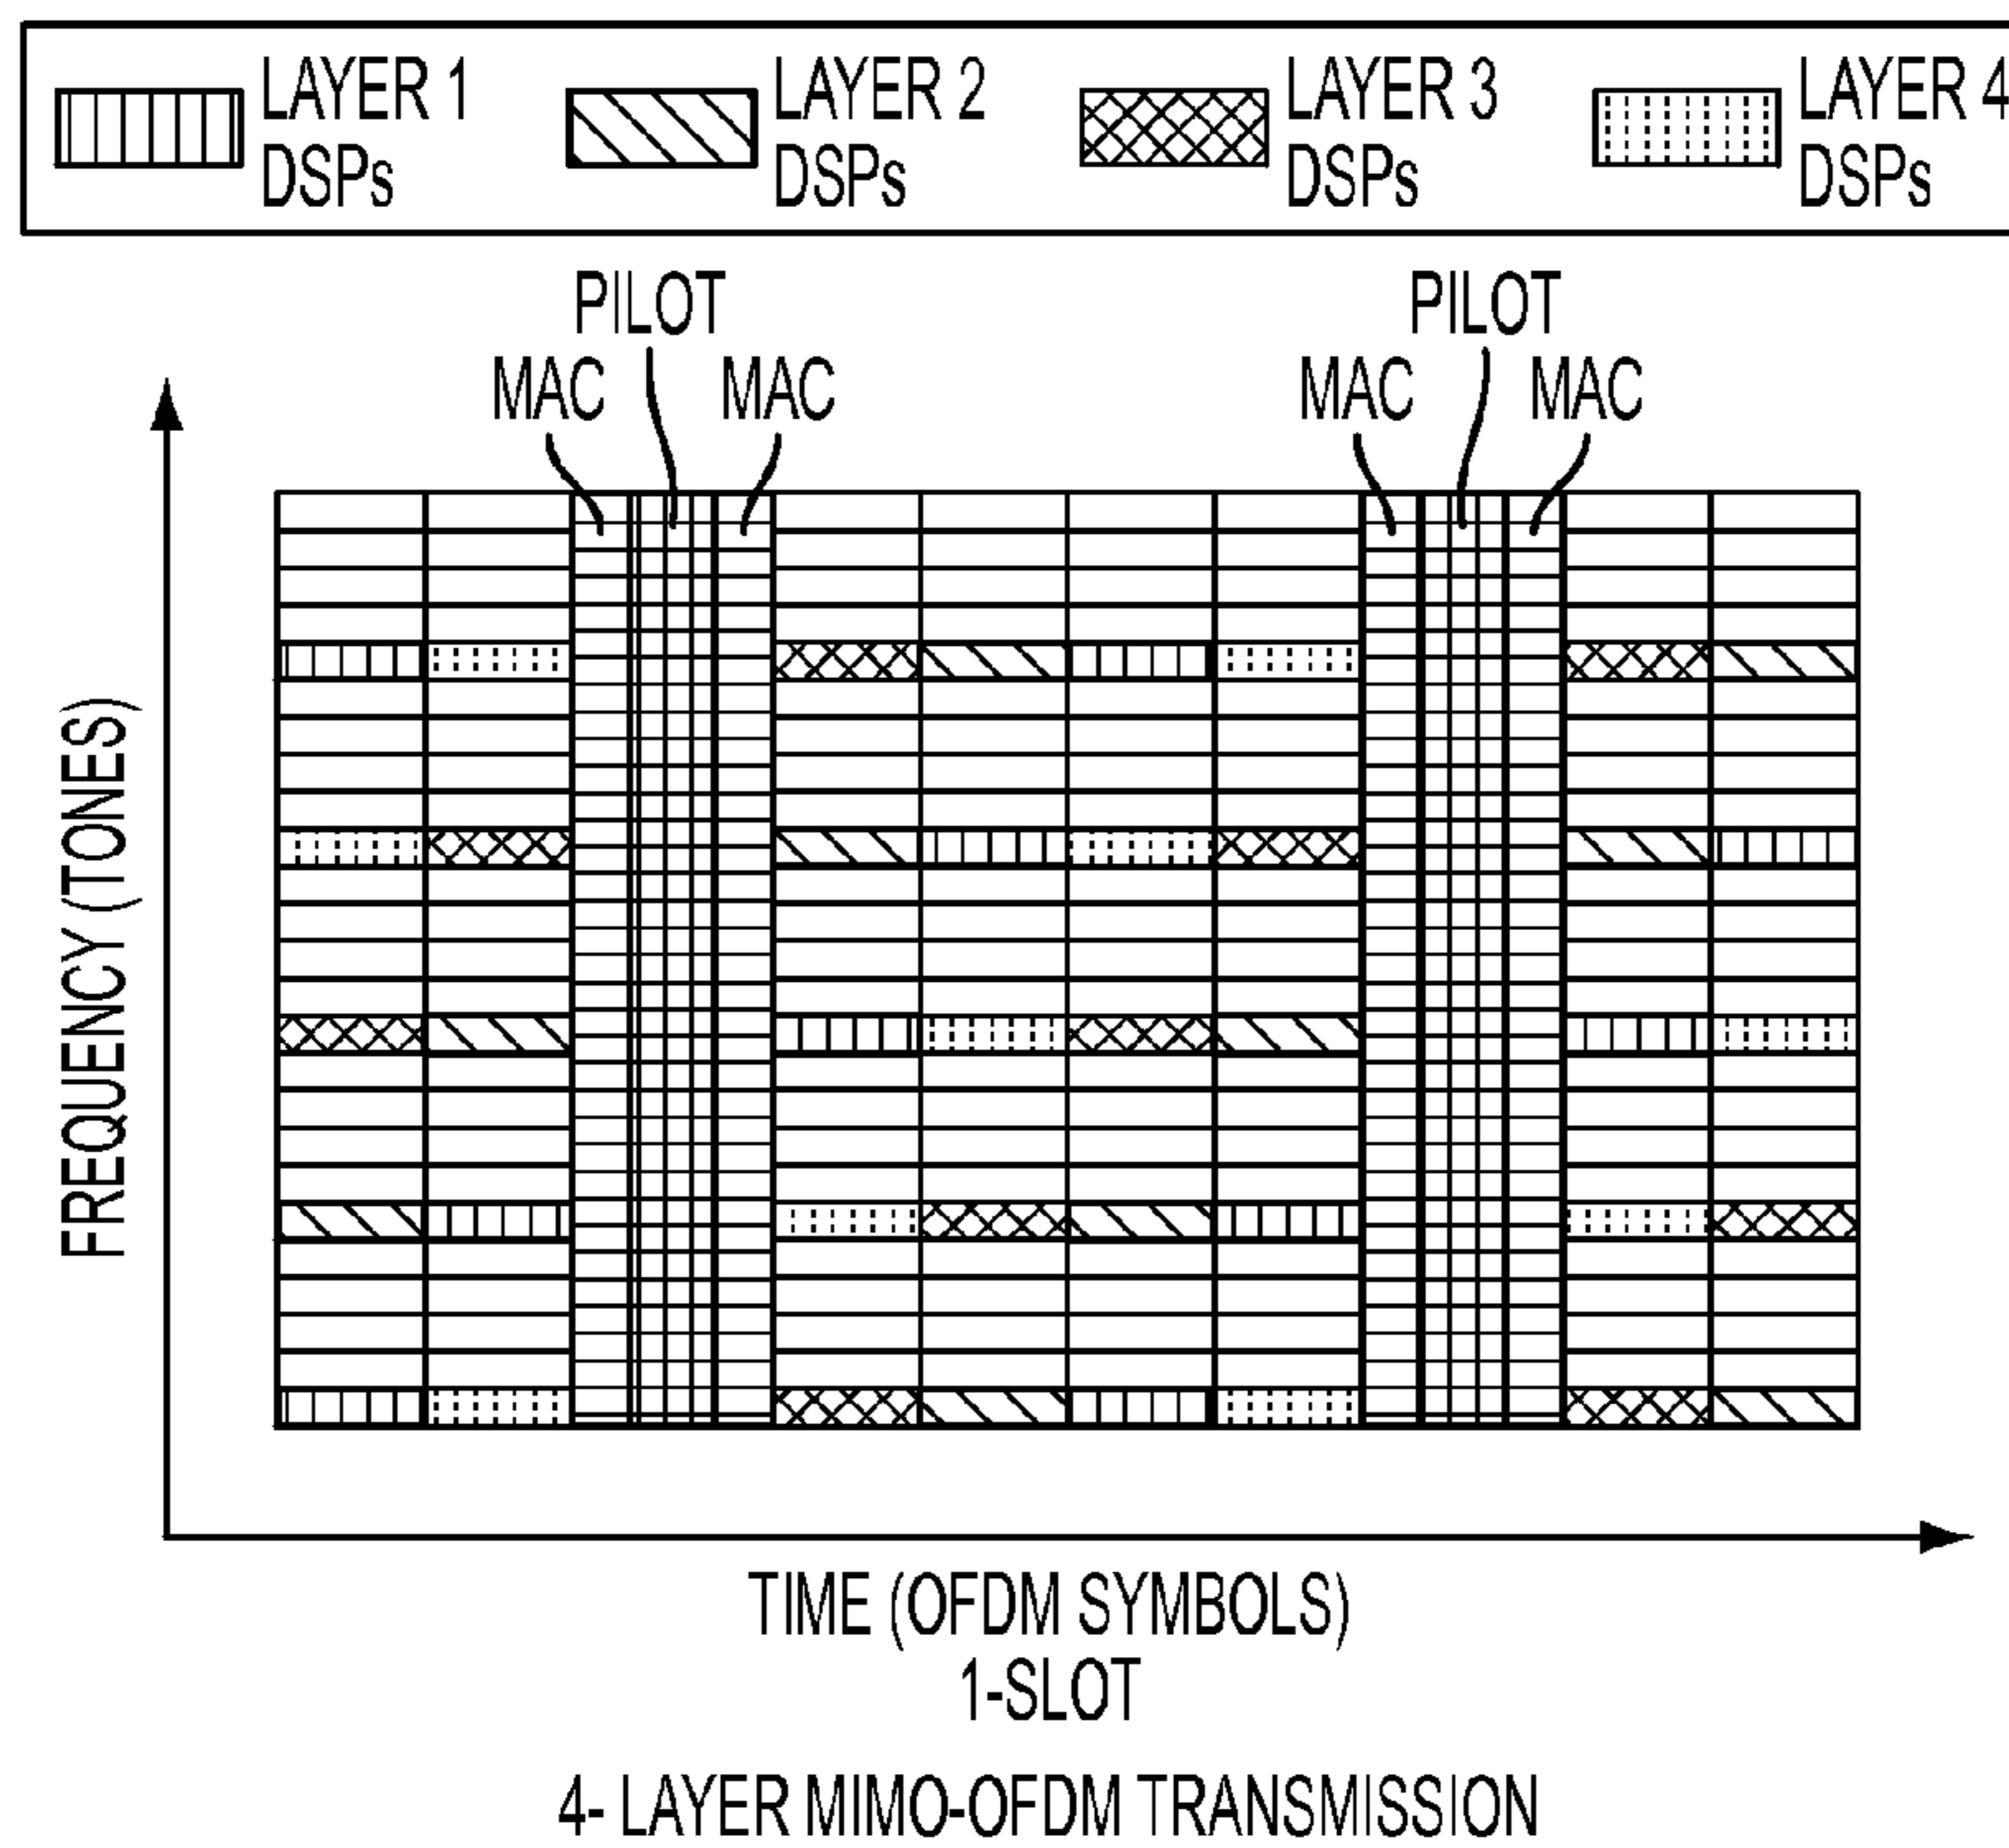 LAYER 1 DSPs
LAYER 2 DSPs
LAYER 3 DSPs
LAYER 4 DSPs
PILOT
MAC
MAC
PILOT
MAC
MAC
FREQUENCY (TONES)
TIME (OFDM SYMBOLS)
1-SLOT
4- LAYER MIMO-OFDM TRANSMISSION